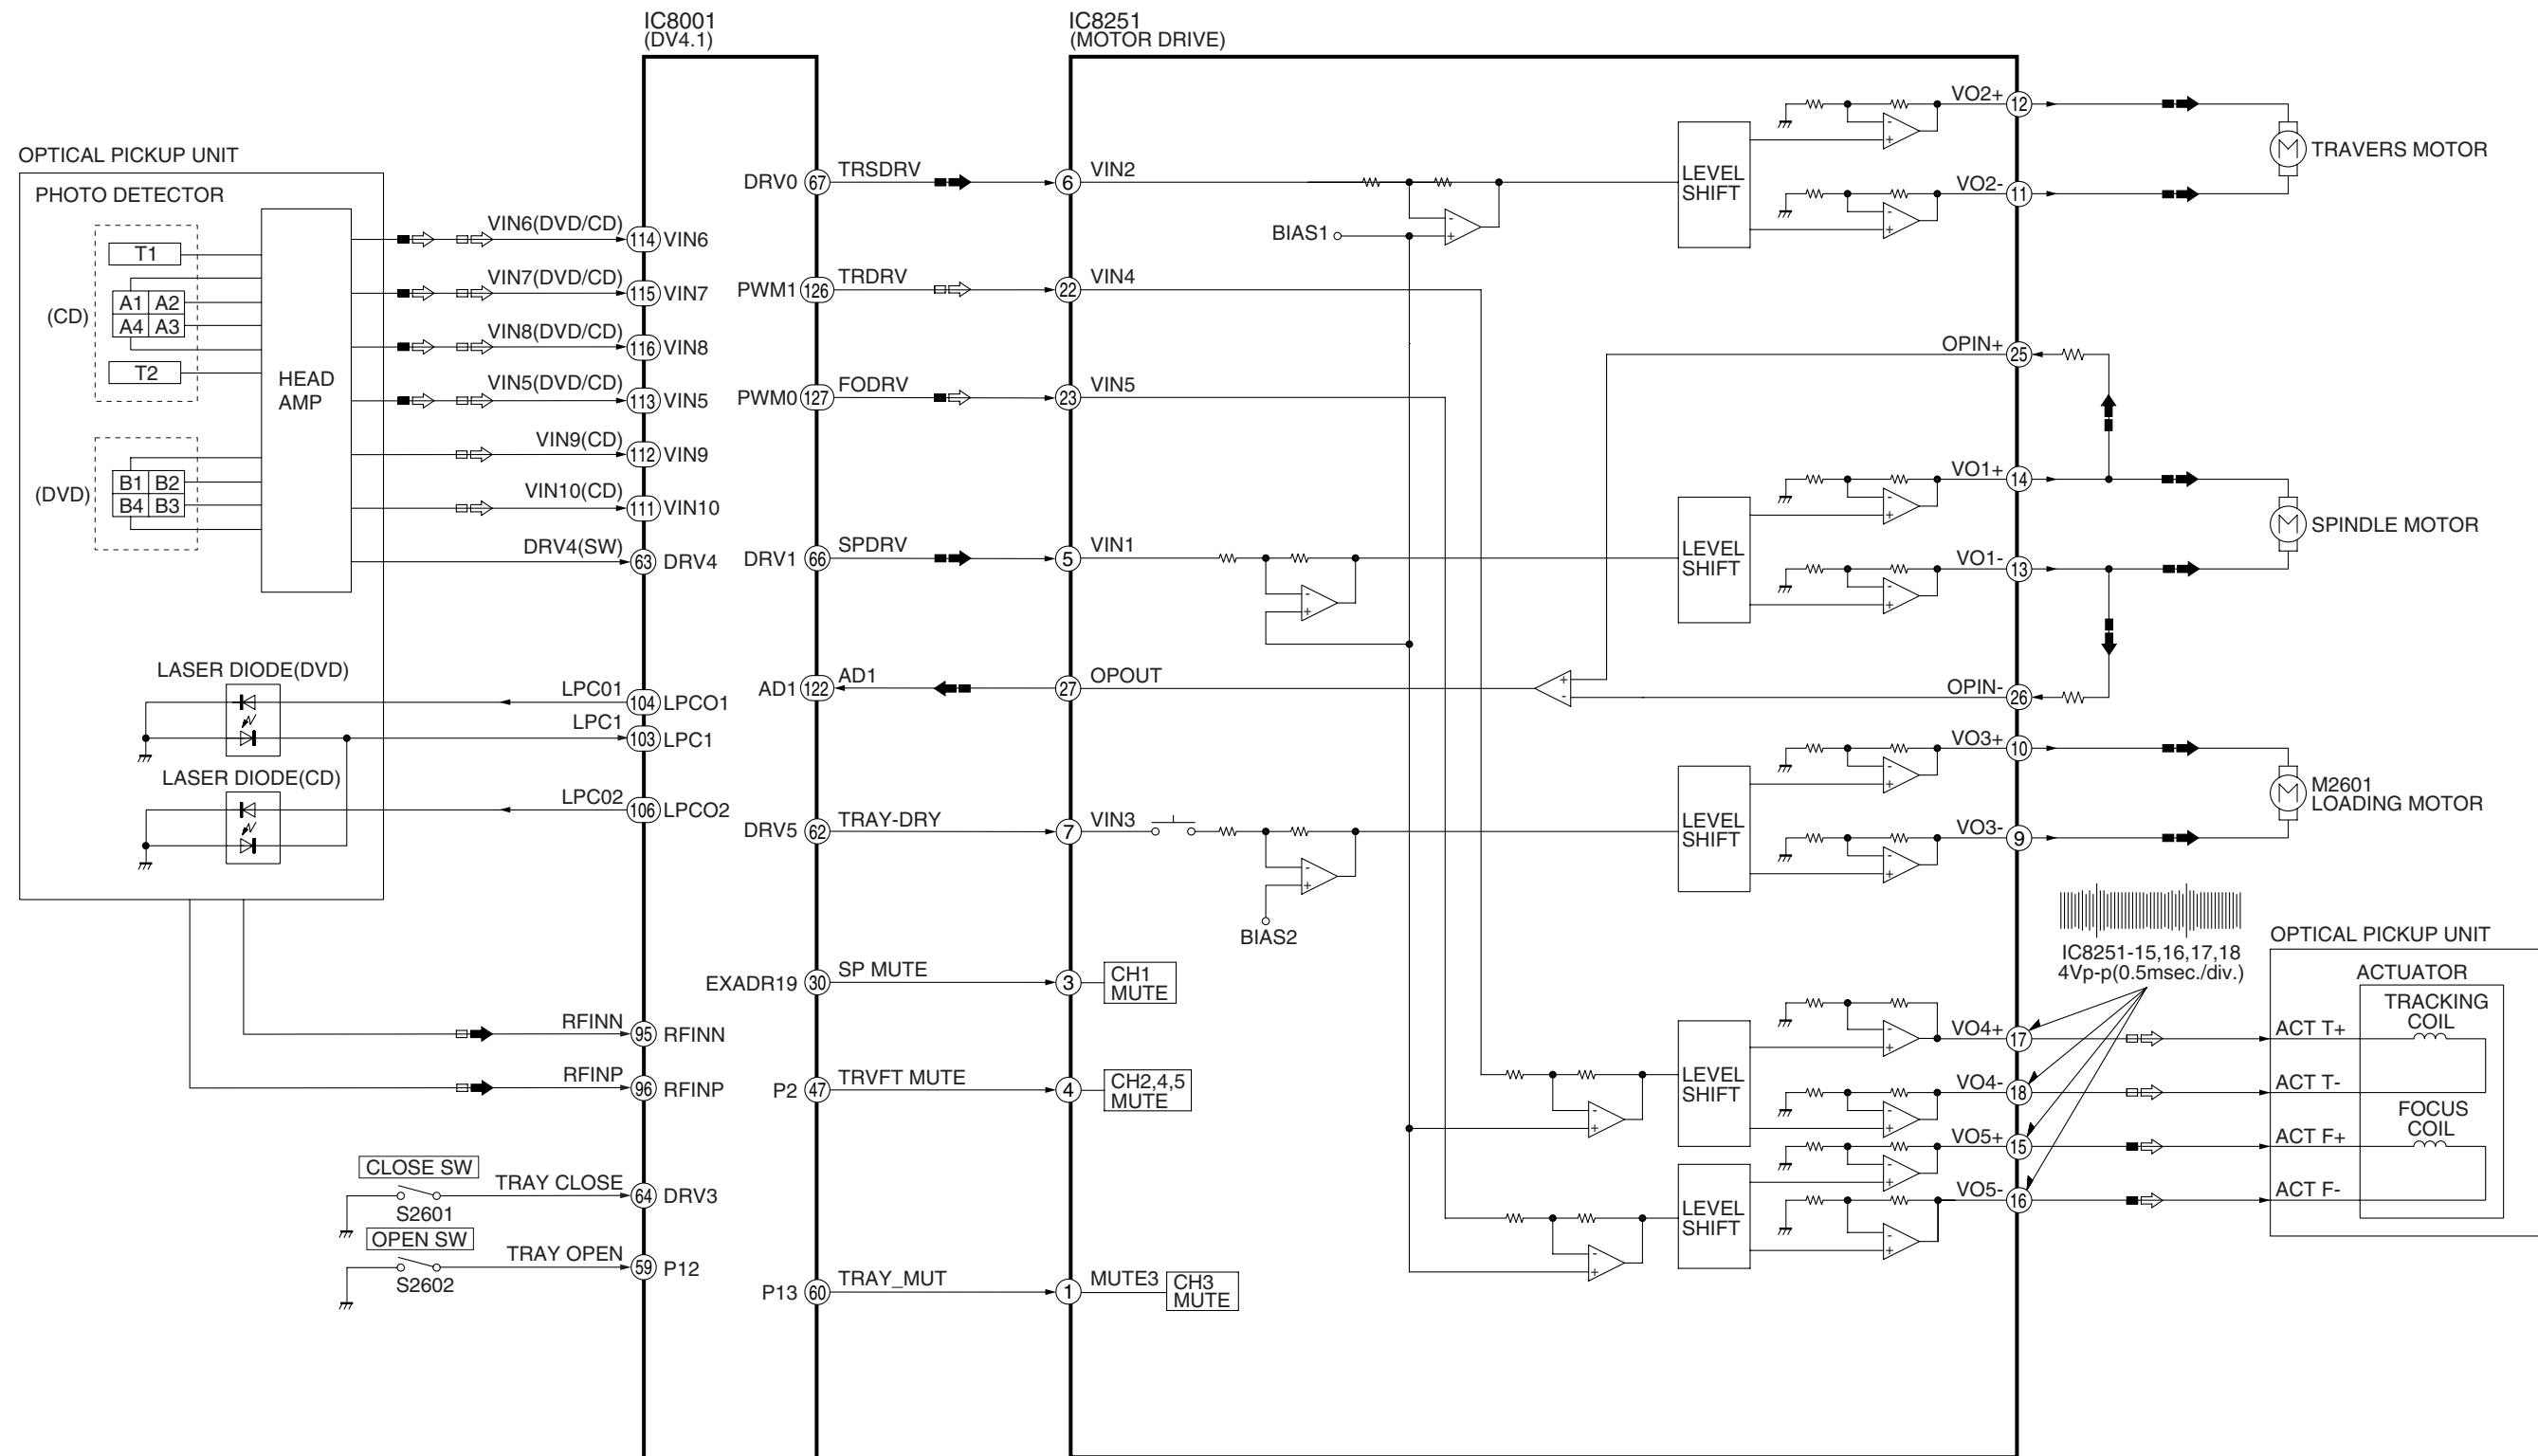 IC8001
(DV4.1)
IC8251
(MOTOR DRIVE)
OPTICAL PICKUP UNIT
PHOTO DETECTOR
T1
A1 A2
A4 A3
(CD)
T2
B1 B2
B4 B3
(DVD)
HEAD
AMP
VIN6(DVD/CD)
114 VIN6
VIN7(DVD/CD)
115 VIN7
VIN8(DVD/CD)
116 VIN8
VIN5(DVD/CD)
113 VIN5
VIN9(CD)
112 VIN9
VIN10(CD)
111 VIN10
DRV4(SW)
63 DRV4
LASER DIODE(DVD)
LPC01
104 LPCO1
LPC1
103 LPC1
LASER DIODE(CD)
LPC02
106 LPCO2
RFINN
95 RFINN
RFINP
96 RFINP
CLOSE SW
TRAY CLOSE
64 DRV3
S2601
OPEN SW
TRAY OPEN
59 P12
S2602
DRV0 67 TRSDRV 6 VIN2
PWM1 126 TRDRV 22 VIN4
PWM0 127 FODRV 23 VIN5
DRV1 66 SPDRV 5 VIN1
AD1 122 AD1 27 OPOUT
DRV5 62 TRAY-DRY 7 VIN3
EXADR19 30 SP MUTE 3
CH1
MUTE
P2 47 TRVFT MUTE 4
CH2,4,5
MUTE
P13 60 TRAY_MUT 1 MUTE3
CH3
MUTE
BIAS1
- +
- +
+ -
- +
BIAS2
- +
- +
LEVEL
SHIFT
- +
- +
VO2+ 12
VO2- 11
TRAVERS MOTOR
M
OPIN+ 25
LEVEL
SHIFT
- +
- +
VO1+ 14
VO1- 13
SPINDLE MOTOR
M
OPIN- 26
LEVEL
SHIFT
- +
- +
VO3+ 10
VO3- 9
M
M2601
LOADING MOTOR
IC8251-15,16,17,18
4Vp-p(0.5msec./div.)
LEVEL
SHIFT
- +
- +
VO4+ 17
VO4- 18
LEVEL
SHIFT
- +
- +
VO5+ 15
VO5- 16
OPTICAL PICKUP UNIT
ACTUATOR
TRACKING
COIL
ACT T+
ACT T-
FOCUS
COIL
ACT F+
ACT F-